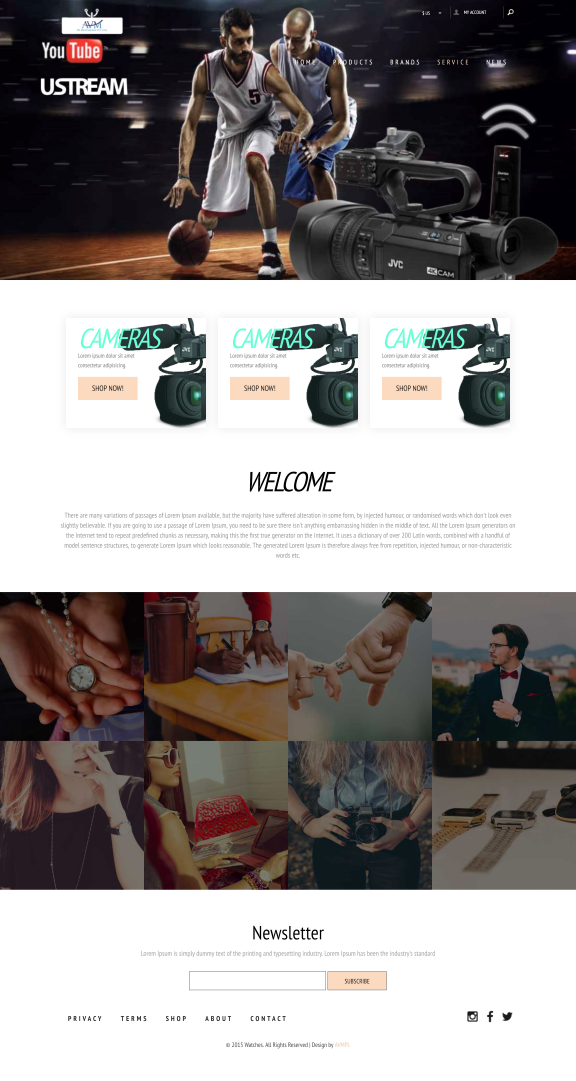 AVM
$ US
MY ACCOUNT
YouTube
HOME PRODUCTS BRANDS SERVICE NEWS
USTREAM
5
JVC
4K CAM
CAMERAS
Lorem ipsum dolor sit amet
consectetur adipisicing.
SHOP NOW!
JVC
CAMERAS
Lorem ipsum dolor sit amet
consectetur adipisicing.
SHOP NOW!
JVC
CAMERAS
Lorem ipsum dolor sit amet
consectetur adipisicing.
SHOP NOW!
JVC
WELCOME
There are many variations of passages of Lorem Ipsum available, but the majority have suffered alteration in some form, by injected humour, or randomised words which don't look even
slightly believable. If you are going to use a passage of Lorem Ipsum, you need to be sure there isn't anything embarrassing hidden in the middle of text. All the Lorem Ipsum generators on
the Internet tend to repeat predefined chunks as necessary, making this the first true generator on the Internet. It uses a dictionary of over 200 Latin words, combined with a handful of
model sentence structures, to generate Lorem Ipsum which looks reasonable. The generated Lorem Ipsum is therefore always free from repetition, injected humour, or non-characteristic
words etc.
Newsletter
Lorem Ipsum is simply dummy text of the printing and typesetting industry. Lorem Ipsum has been the industry's standard
SUBSCRIBE
PRIVACY TERMS SHOP ABOUT CONTACT
© 2015 Watches. All Rights Reserved | Design by